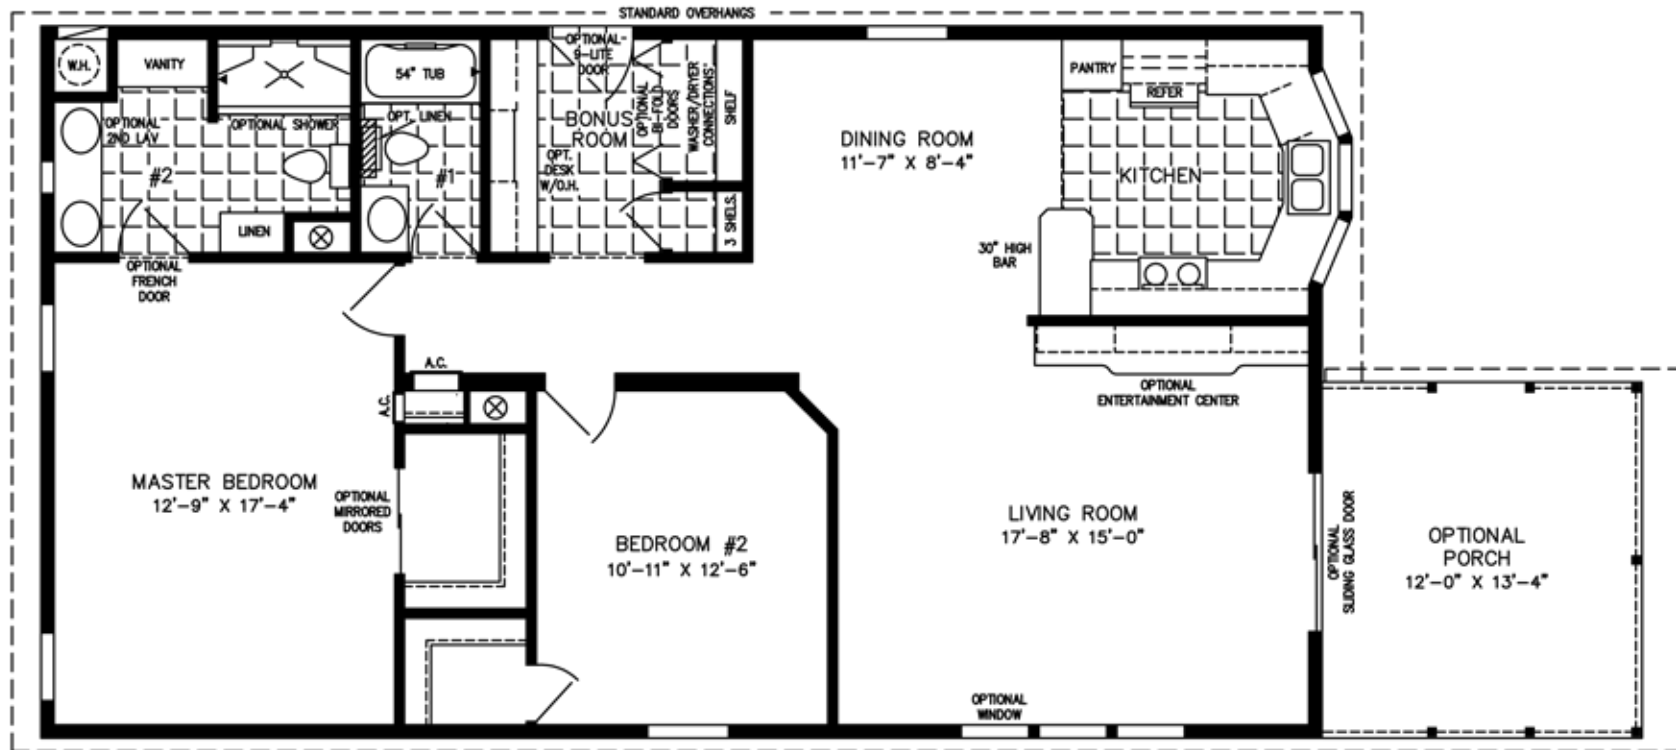 STANDARD OVERHANGS
W.H.
VANITY
54" TUB
OPTIONAL
9-LITE
DOOR
OPTIONAL
BI-FOLD
DOORS
WASHER/DRYER
CONNECTIONS
SHELF
PANTRY
REFER
OPTIONAL
2ND LAV
OPTIONAL SHOWER
OPT. LINEN
BONUS
ROOM
DINING ROOM
11'-7" X 8'-4"
#2
#1
OPT.
DESK
W/O.H.
KITCHEN
LINEN
3 SHELS.
30" HIGH
BAR
OPTIONAL
FRENCH
DOOR
A.C.
A.C.
OPTIONAL
ENTERTAINMENT CENTER
MASTER BEDROOM
12'-9" X 17'-4"
OPTIONAL
MIRRORED
DOORS
BEDROOM #2
10'-11" X 12'-6"
LIVING ROOM
17'-8" X 15'-0"
OPTIONAL
SLIDING GLASS DOOR
OPTIONAL
PORCH
12'-0" X 13'-4"
OPTIONAL
WINDOW